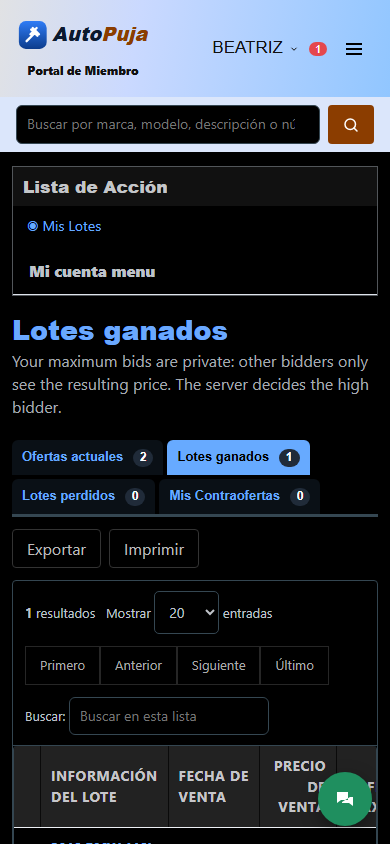 AutoPuja
Portal de Miembro
BEATRIZ
1
Buscar por marca, modelo, descripción o nú
Lista de Acción
Mis Lotes
Mi cuenta menu
Lotes ganados
Your maximum bids are private: other bidders only
see the resulting price. The server decides the high
bidder.
Ofertas actuales 2
Lotes ganados 1
Lotes perdidos 0
Mis Contraofertas 0
Exportar
Imprimir
1 resultados Mostrar 20 entradas
Primero
Anterior
Siguiente
Último
Buscar: Buscar en esta lista
INFORMACIÓN
DEL LOTE
FECHA DE
VENTA
PRECIO
DE
VENTA